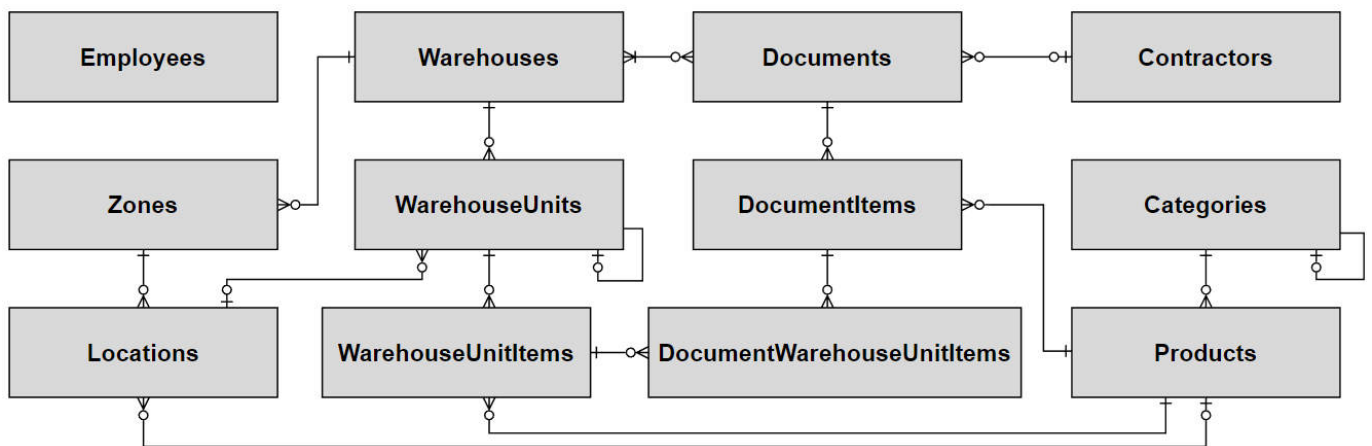 Employees
Warehouses
Documents
Contractors
Zones
WarehouseUnits
DocumentItems
Categories
Locations
WarehouseUnitItems
DocumentWarehouseUnitItems
Products